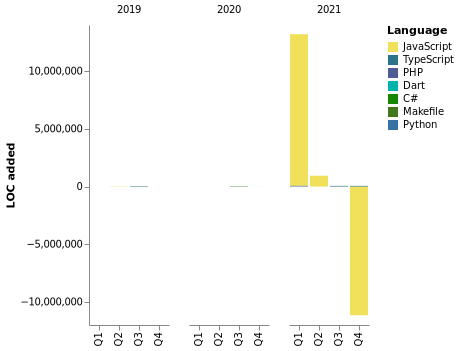 2019 2020 2021
Language
JavaScript
TypeScript
PHP
Dart
C#
Makefile
Python
LOC added
10,000,000
5,000,000
0
−5,000,000
−10,000,000
Q1 Q2 Q3 Q4 Q1 Q2 Q3 Q4 Q1 Q2 Q3 Q4